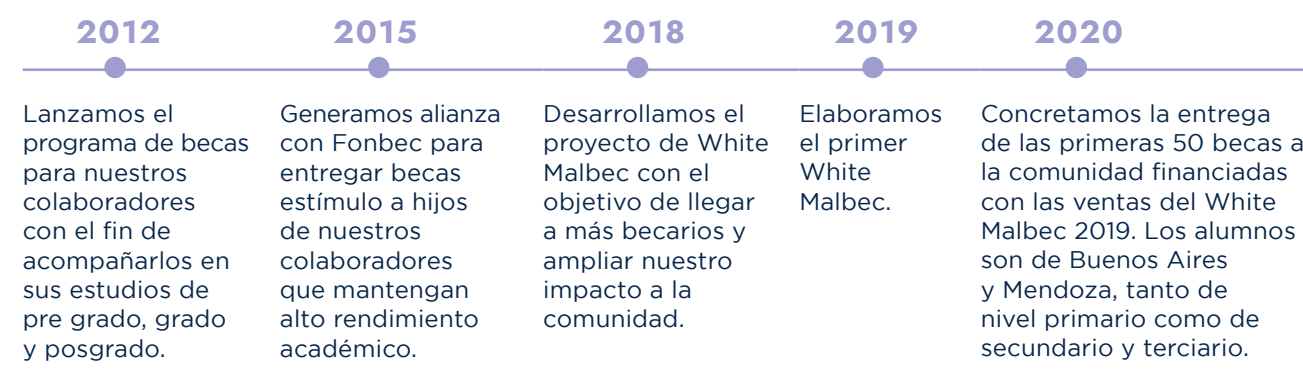 2012
Lanzamos el
programa de becas
para nuestros
colaboradores
con el fin de
acompañarlos en
sus estudios de
pre grado, grado
y posgrado.
2015
Generamos alianza
con Fonbec para
entregar becas
estímulo a hijos
de nuestros
colaboradores
que mantengan
alto rendimiento
académico.
2018
Desarrollamos el
proyecto de White
Malbec con el
objetivo de llegar
a más becarios y
ampliar nuestro
impacto a la
comunidad.
2019
Elaboramos
el primer
White
Malbec.
2020
Concretamos la entrega
de las primeras 50 becas a
la comunidad financiadas
con las ventas del White
Malbec 2019. Los alumnos
son de Buenos Aires
y Mendoza, tanto de
nivel primario como de
secundario y terciario.